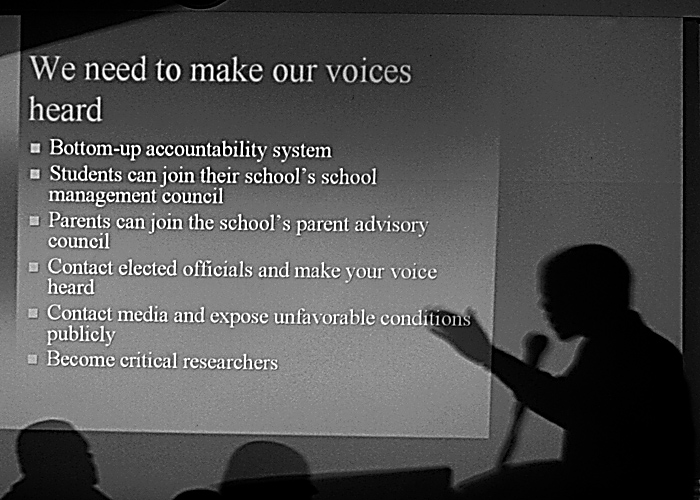 We need to make our voices
heard
Bottom-up accountability system
Students can join their school's school
management council
Parents can join the school's parent advisory
council
Contact elected officials and make your voice
heard
Contact media and expose unfavorable conditions
publicly
Become critical researchers